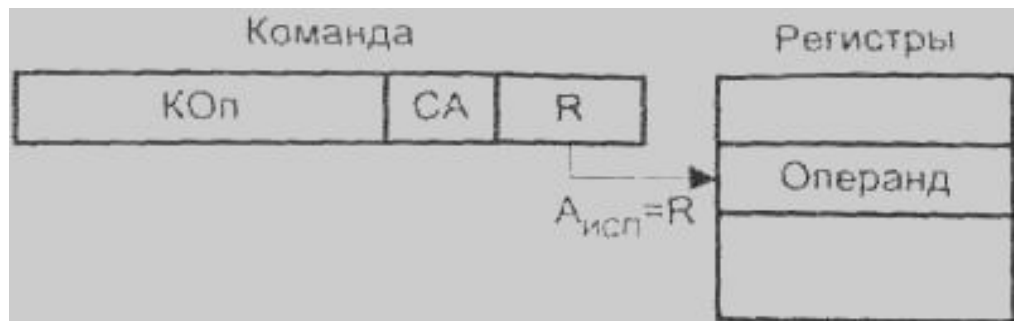 Команда
Регистры
КОп СА R
Операнд
Aисп=R